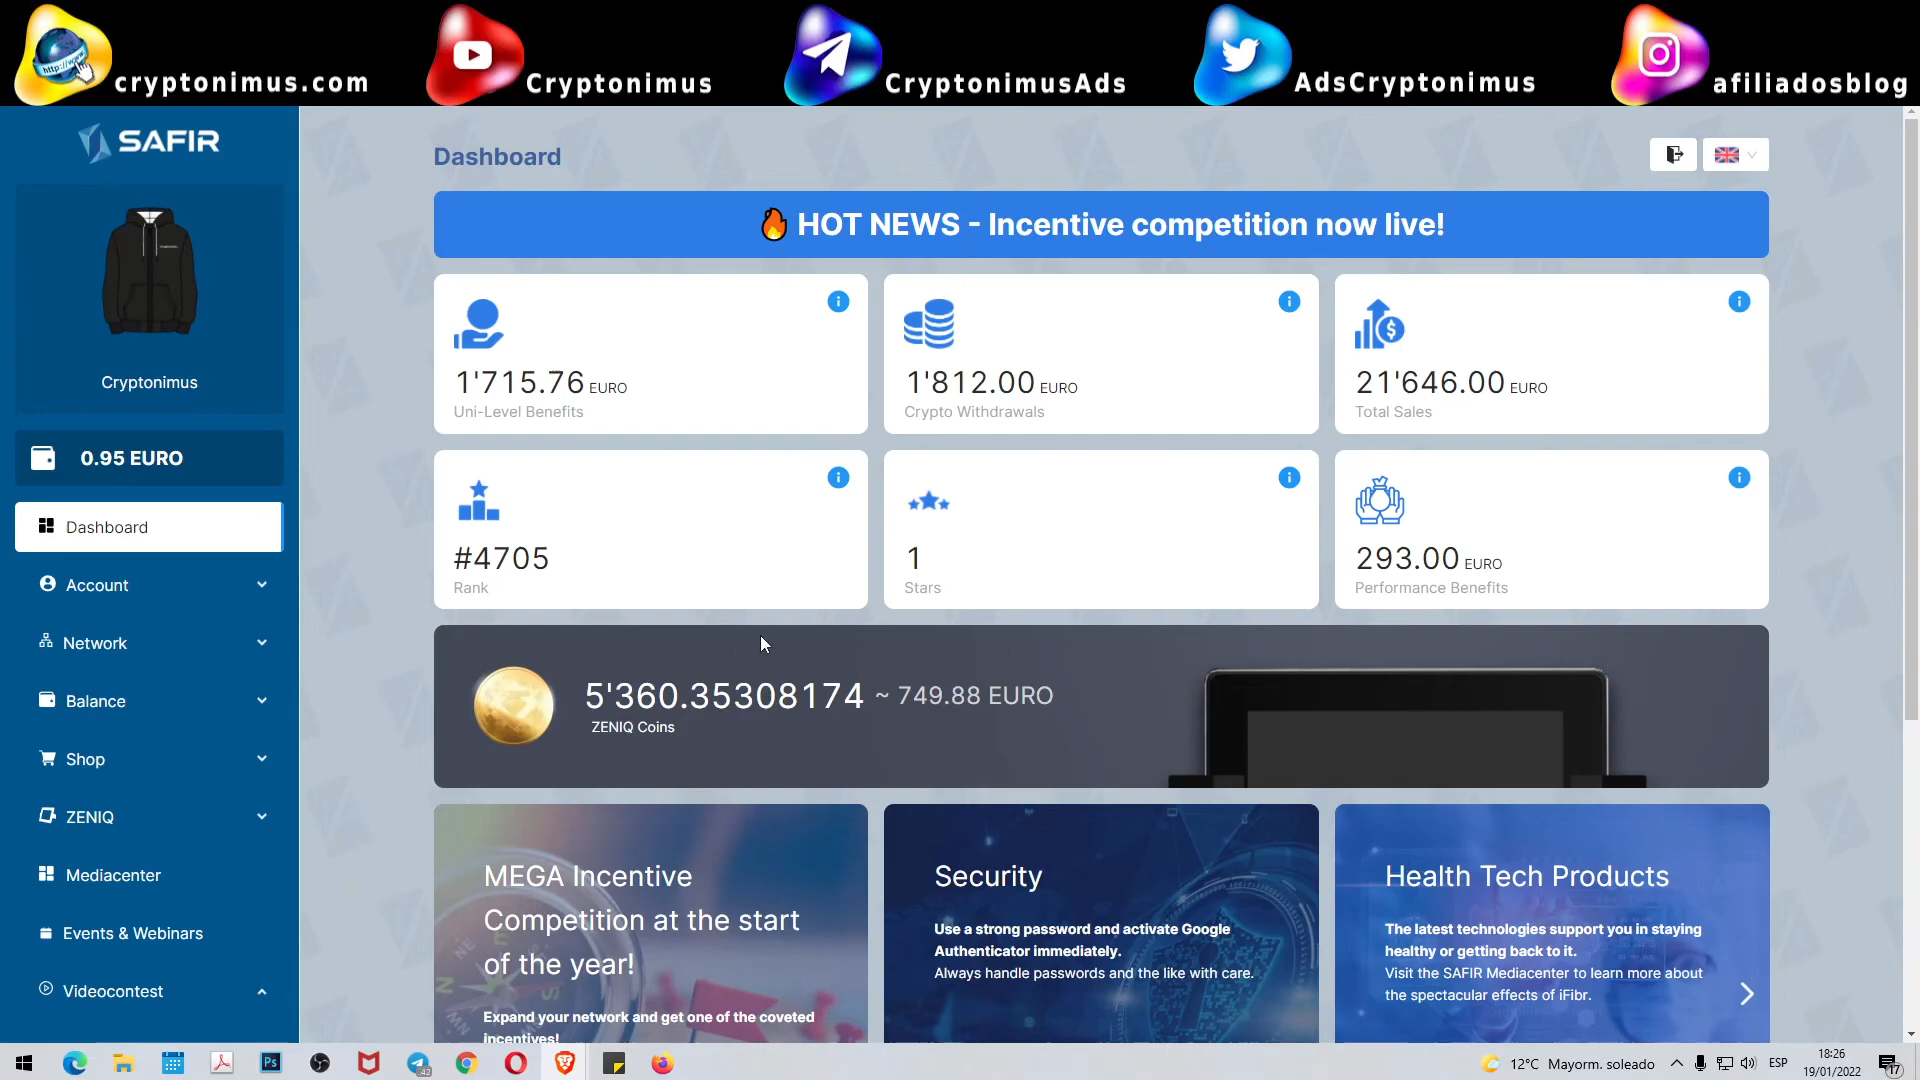 cryptonimus.com
Cryptonimus
CryptonimusAds
AdsCryptonimus
afiliadosblog
SAFIR
Cryptonimus
0.95 EURO
Dashboard
Account
Network
Balance
Shop
ZENIQ
Mediacenter
Events & Webinars
Videocontest
Dashboard
HOT NEWS - Incentive competition now live!
1'715.76 EURO
Uni-Level Benefits
1'812.00 EURO
Crypto Withdrawals
21'646.00 EURO
Total Sales
#4705
Rank
1
Stars
293.00 EURO
Performance Benefits
5'360.35308174 ~ 749.88 EURO
ZENIQ Coins
MEGA Incentive
Competition at the start
of the year!
Expand your network and get one of the coveted
incentives!
Security
Use a strong password and activate Google
Authenticator immediately.
Always handle passwords and the like with care.
Health Tech Products
The latest technologies support you in staying
healthy or getting back to it.
Visit the SAFIR Mediacenter to learn more about
the spectacular effects of iFibr.
12°C Mayorm. soleado
ESP
18:26
19/01/2022
17